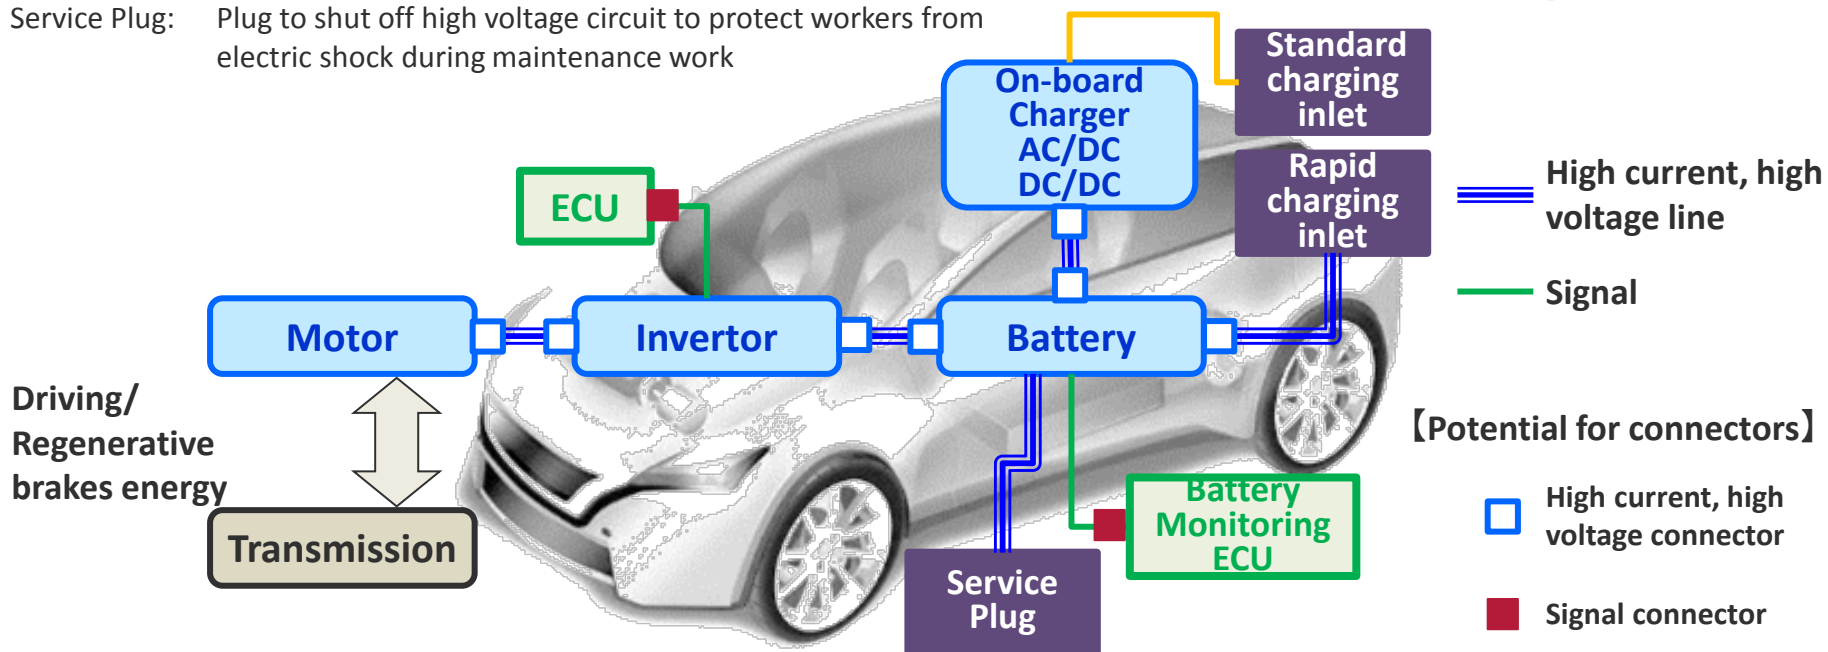 Service Plug: Plug to shut off high voltage circuit to protect workers from
electric shock during maintenance work
Standard
charging
inlet
On-board
Charger
AC/DC
DC/DC
Rapid
charging
inlet
High current, high
voltage line
ECU
Signal
Motor
Invertor
Battery
Driving/
Regenerative
brakes energy
【Potential for connectors】
Transmission
Battery
Monitoring
ECU
High current, high
voltage connector
Service
Plug
Signal connector